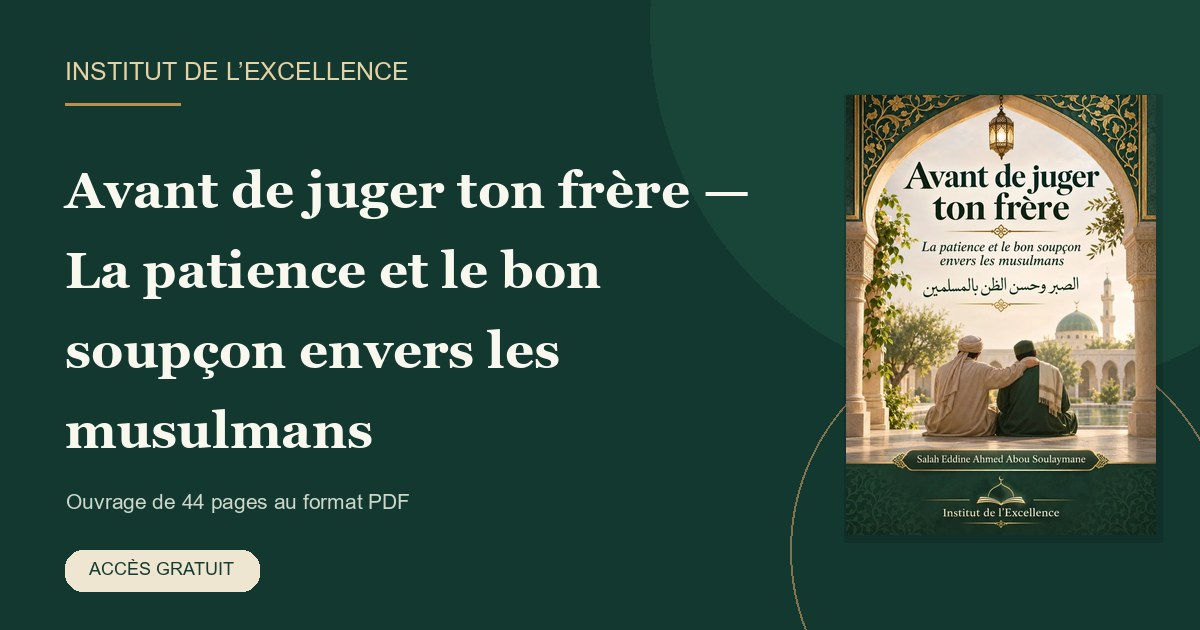 INSTITUT DE L’EXCELLENCE
Avant de juger ton frère —
La patience et le bon
soupçon envers les
musulmans
Ouvrage de 44 pages au format PDF
ACCÈS GRATUIT
Avant de juger
ton frère
La patience et le bon soupçon
envers les musulmans
الصبر وحسن الظن بالمسلمين
Salah Eddine Ahmed Abou Soulaymane
Institut de l’Excellence